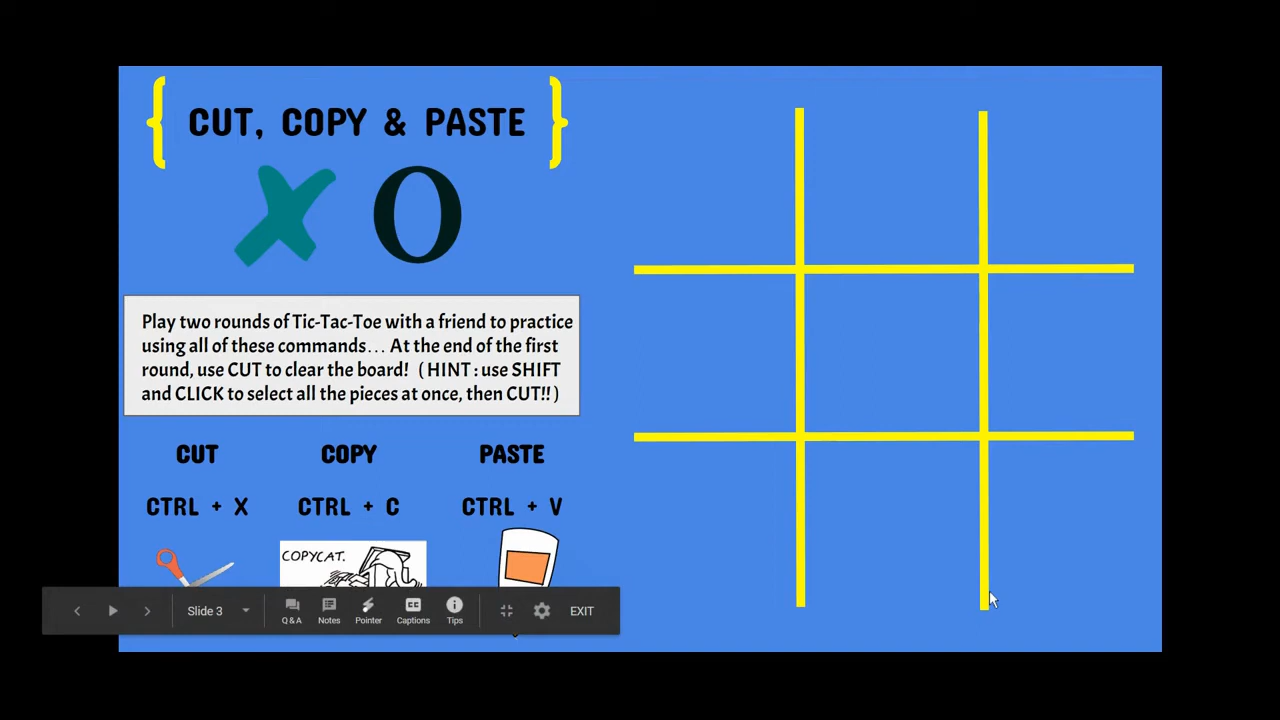 { CUT, COPY & PASTE }
X O
Play two rounds of Tic-Tac-Toe with a friend to practice
using all of these commands... At the end of the first
round, use CUT to clear the board! ( HINT : use SHIFT
and CLICK to select all the pieces at once, then CUT!! )
CUT COPY PASTE
CTRL + X CTRL + C CTRL + V
COPYCAT.
Slide 3 Q & A Notes Pointer Captions Tips EXIT